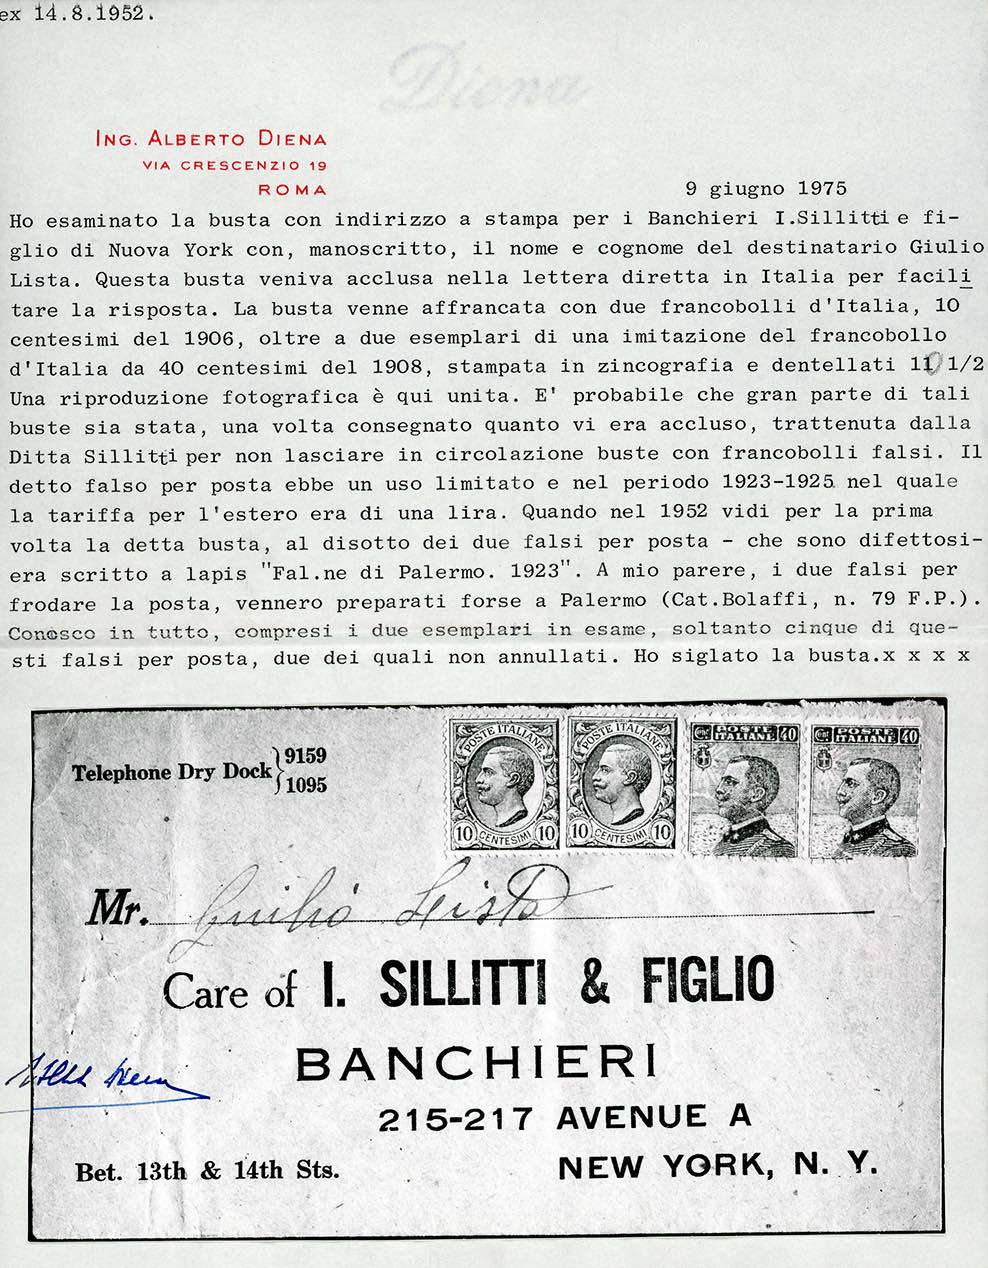 ex 14.8.1952.
Diena
ING. ALBERTO DIENA
VIA CRESCENZIO 19
ROMA
9 giugno 1975
Ho esaminato la busta con indirizzo a stampa per i Banchieri I.Sillitti e fi-
glio di Nuova York con, manoscritto, il nome e cognome del destinatario Giulio
Lista. Questa busta veniva acclusa nella lettera diretta in Italia per facili
tare la risposta. La busta venne affrancata con due francobolli d'Italia, 10
centesimi del 1906, oltre a due esemplari di una imitazione del francobollo
d'Italia da 40 centesimi del 1908, stampata in zincografia e dentellati 11 1/2
Una riproduzione fotografica è qui unita. E' probabile che gran parte di tali
buste sia stata, una volta consegnato quanto vi era accluso, trattenuta dalla
Ditta Sillitti per non lasciare in circolazione buste con francobolli falsi. Il
detto falso per posta ebbe un uso limitato e nel periodo 1923-1925 nel quale
la tariffa per l'estero era di una lira. Quando nel 1952 vidi per la prima
volta la detta busta, al disotto dei due falsi per posta - che sono difettosi-
era scritto a lapis "Fal.ne di Palermo. 1923". A mio parere, i due falsi per
frodare la posta, vennero preparati forse a Palermo (Cat.Bolaffi, n. 79 F.P.).
Conosco in tutto, compresi i due esemplari in esame, soltanto cinque di que-
sti falsi per posta, due dei quali non annullati. Ho siglato la busta.x x x x
Telephone Dry Dock } 9159
1095
POSTE ITALIANE
10 CENTESIMI 10
POSTE ITALIANE
10 CENTESIMI 10
POSTE ITALIANE 40
POSTE ITALIANE 40
Mr. Giulio Lista
Care of I. SILLITTI & FIGLIO
BANCHIERI
215-217 AVENUE A
Bet. 13th & 14th Sts.
NEW YORK, N. Y.